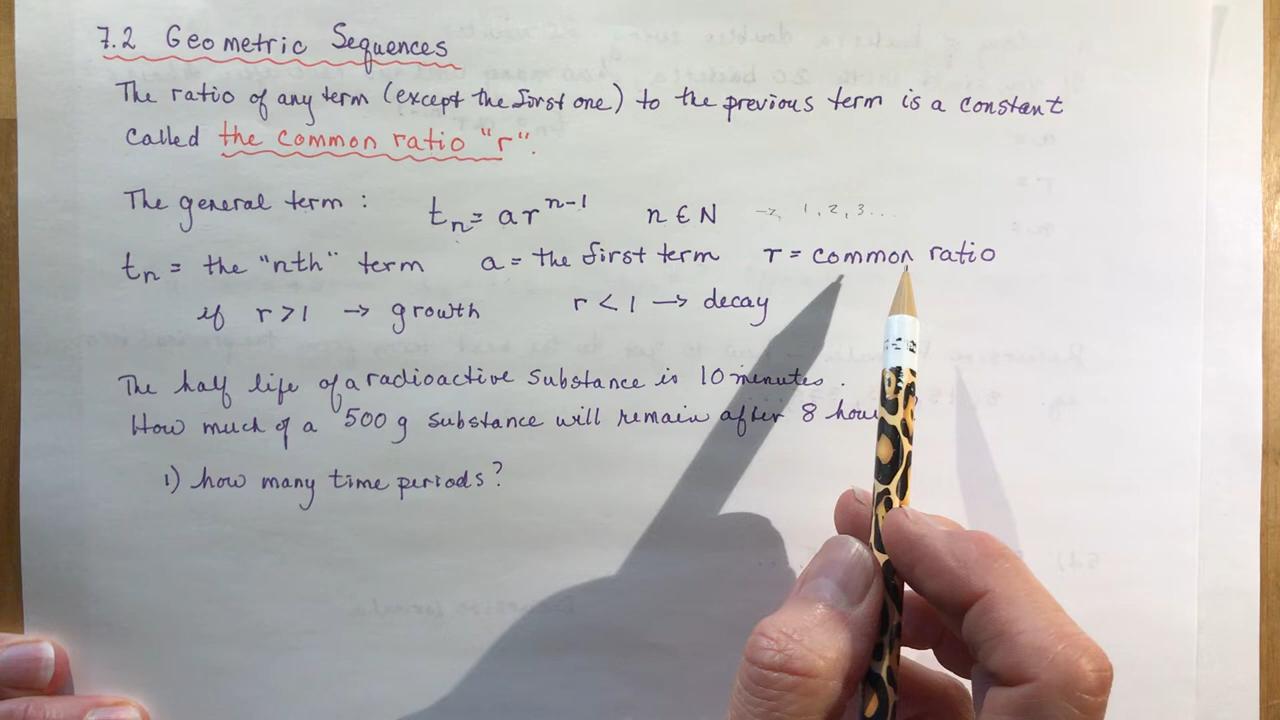 7.2 Geometric Sequences
The ratio of any term (except the first one) to the previous term is a constant
called the common ratio "r".
The general term : tn = ar^n-1 n ∈ N → 1, 2, 3...
tn = the "nth" term a = the first term r = common ratio
if r > 1 → growth r < 1 → decay
The half life of a radioactive substance is 10 minutes.
How much of a 500 g substance will remain after 8 hou
1) how many time periods?